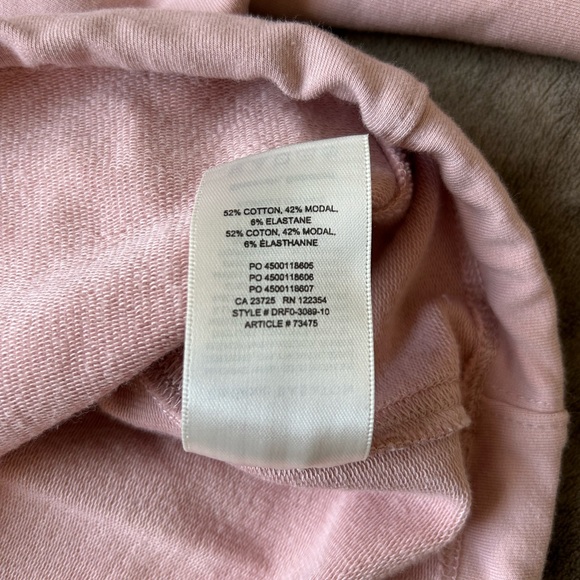 52% COTTON, 42% MODAL,
6% ELASTANE
52% COTON, 42% MODAL,
6% ÉLASTHANNE
PO 4500118605
PO 4500118606
PO 4500118607
CA 23725 RN 122354
STYLE # DRF0-3089-10
ARTICLE # 73475